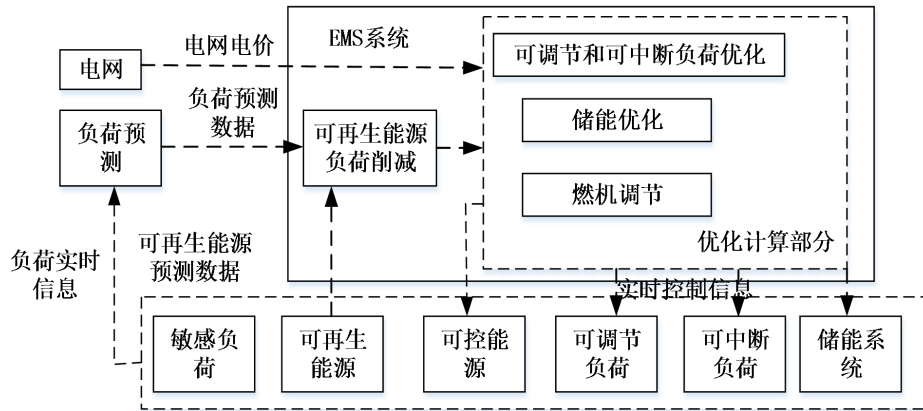 电网电价
EMS系统
可调节和可中断负荷优化
电网
负荷预测
数据
储能优化
负荷预
测
可再生能源
负荷削减
燃机调节
优化计算部分
可再生能源
预测数据
负荷实时
信息
实时控制信息
敏感负
荷
可再生
能源
可控能
源
可调节
负荷
可中断
负荷
储能系
统